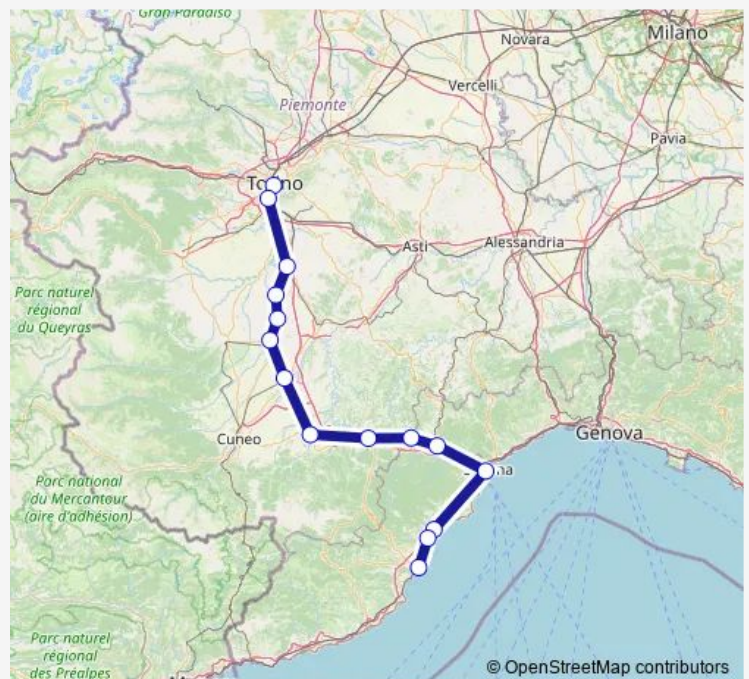 Gran Paradiso
Novara
Milano
Vercelli
Piemonte
Pavia
Asti
Alessandria
Parc naturel
régional
du Queyras
Cuneo
Genova
Parc national
du Mercantour
(aire d'adhésion)
Parc naturel
régional
des Préalpes
© OpenStreetMap contributors